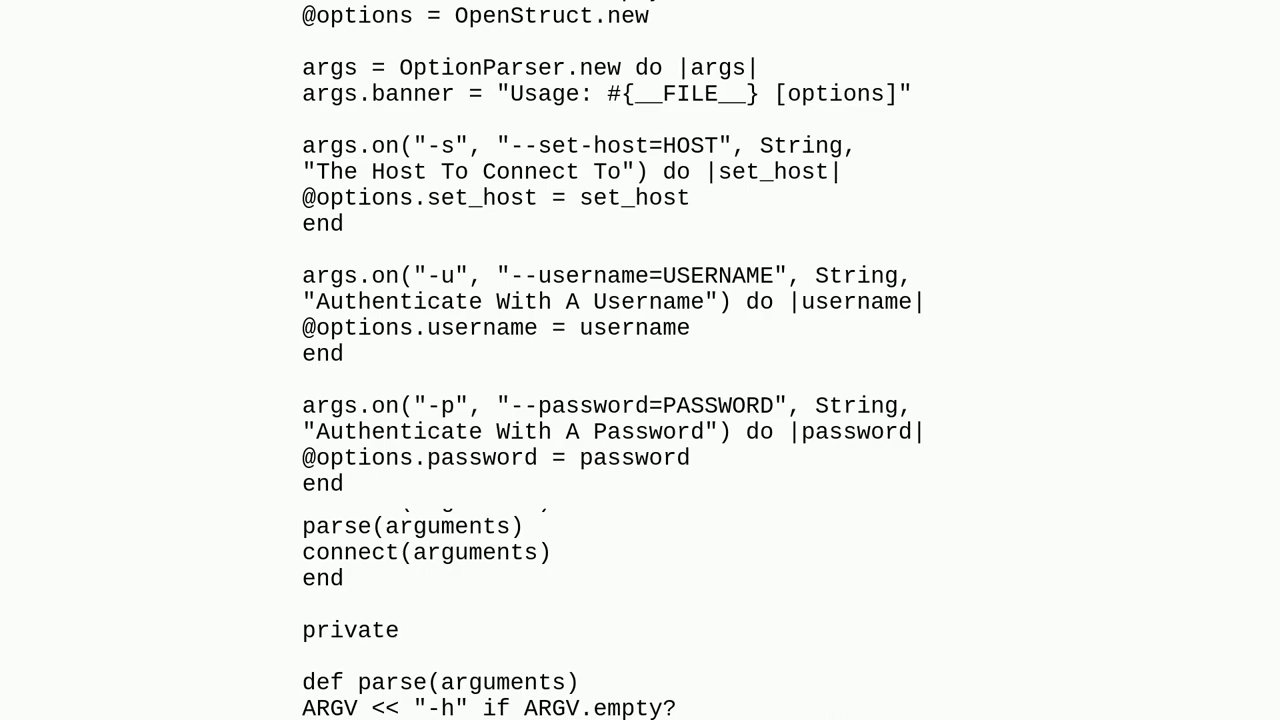 @options = OpenStruct.new
args = OptionParser.new do |args|
args.banner = "Usage: #{__FILE__} [options]"
args.on("-s", "--set-host=HOST", String,
"The Host To Connect To") do |set_host|
@options.set_host = set_host
end
args.on("-u", "--username=USERNAME", String,
"Authenticate With A Username") do |username|
@options.username = username
end
args.on("-p", "--password=PASSWORD", String,
"Authenticate With A Password") do |password|
@options.password = password
end
parse(arguments)
connect(arguments)
end
private
def parse(arguments)
ARGV << "-h" if ARGV.empty?